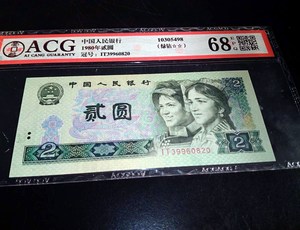 ACG
中国人民银行
1980年贰圆
冠号：IT39960820
10305498
68 E
中国人民银行
贰圆
2
2
IT39960820